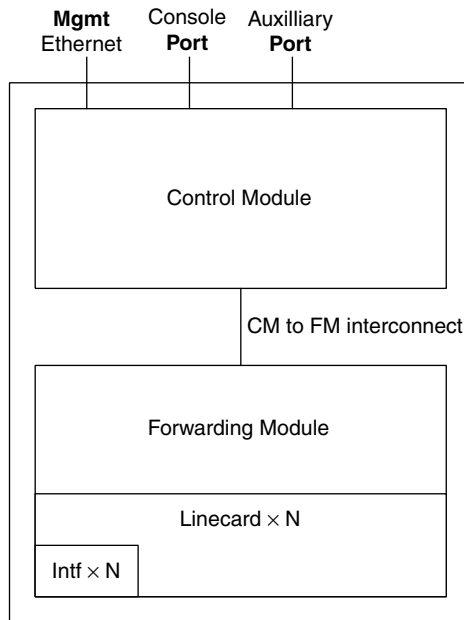 Mgmt
Ethernet
Console
Port
Auxilliary
Port
Control Module
CM to FM interconnect
Forwarding Module
Linecard × N
Intf × N